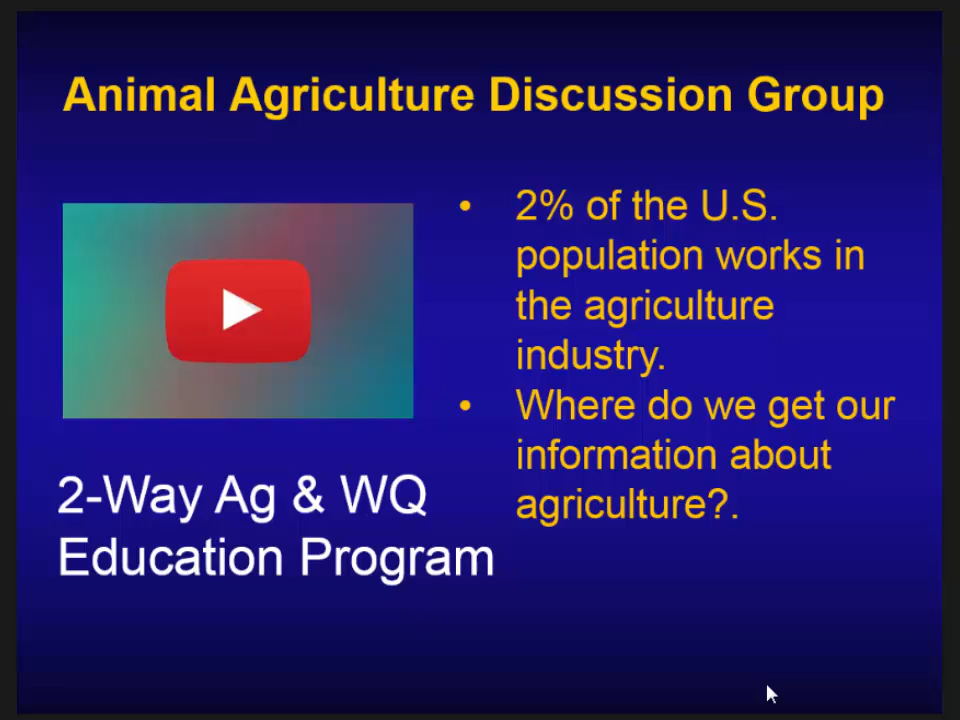 Animal Agriculture Discussion Group
• 2% of the U.S.
population works in
the agriculture
industry.
• Where do we get our
information about
agriculture?.
2-Way Ag & WQ
Education Program